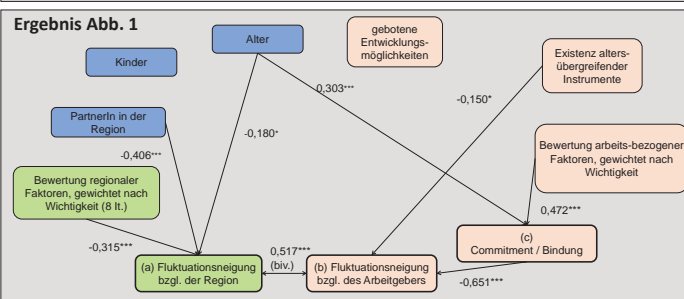 Ergebnis Abb. 1
Kinder
Alter
gebotene
Entwicklungs-
möglichkeiten
Existenz alters-
übergreifender
Instrumente
PartnerIn in der
Region
0,303***
-0,150*
-0,180*
-0,406***
Bewertung regionaler
Faktoren, gewichtet nach
Wichtigkeit (8 It.)
Bewertung arbeits-bezogener
Faktoren, gewichtet nach
Wichtigkeit
0,472***
-0,315***
(c)
Commitment / Bindung
(a) Fluktuationsneigung
bzgl. der Region
0,517***
(biv.)
(b) Fluktuationsneigung
bzgl. des Arbeitgebers
-0,651***